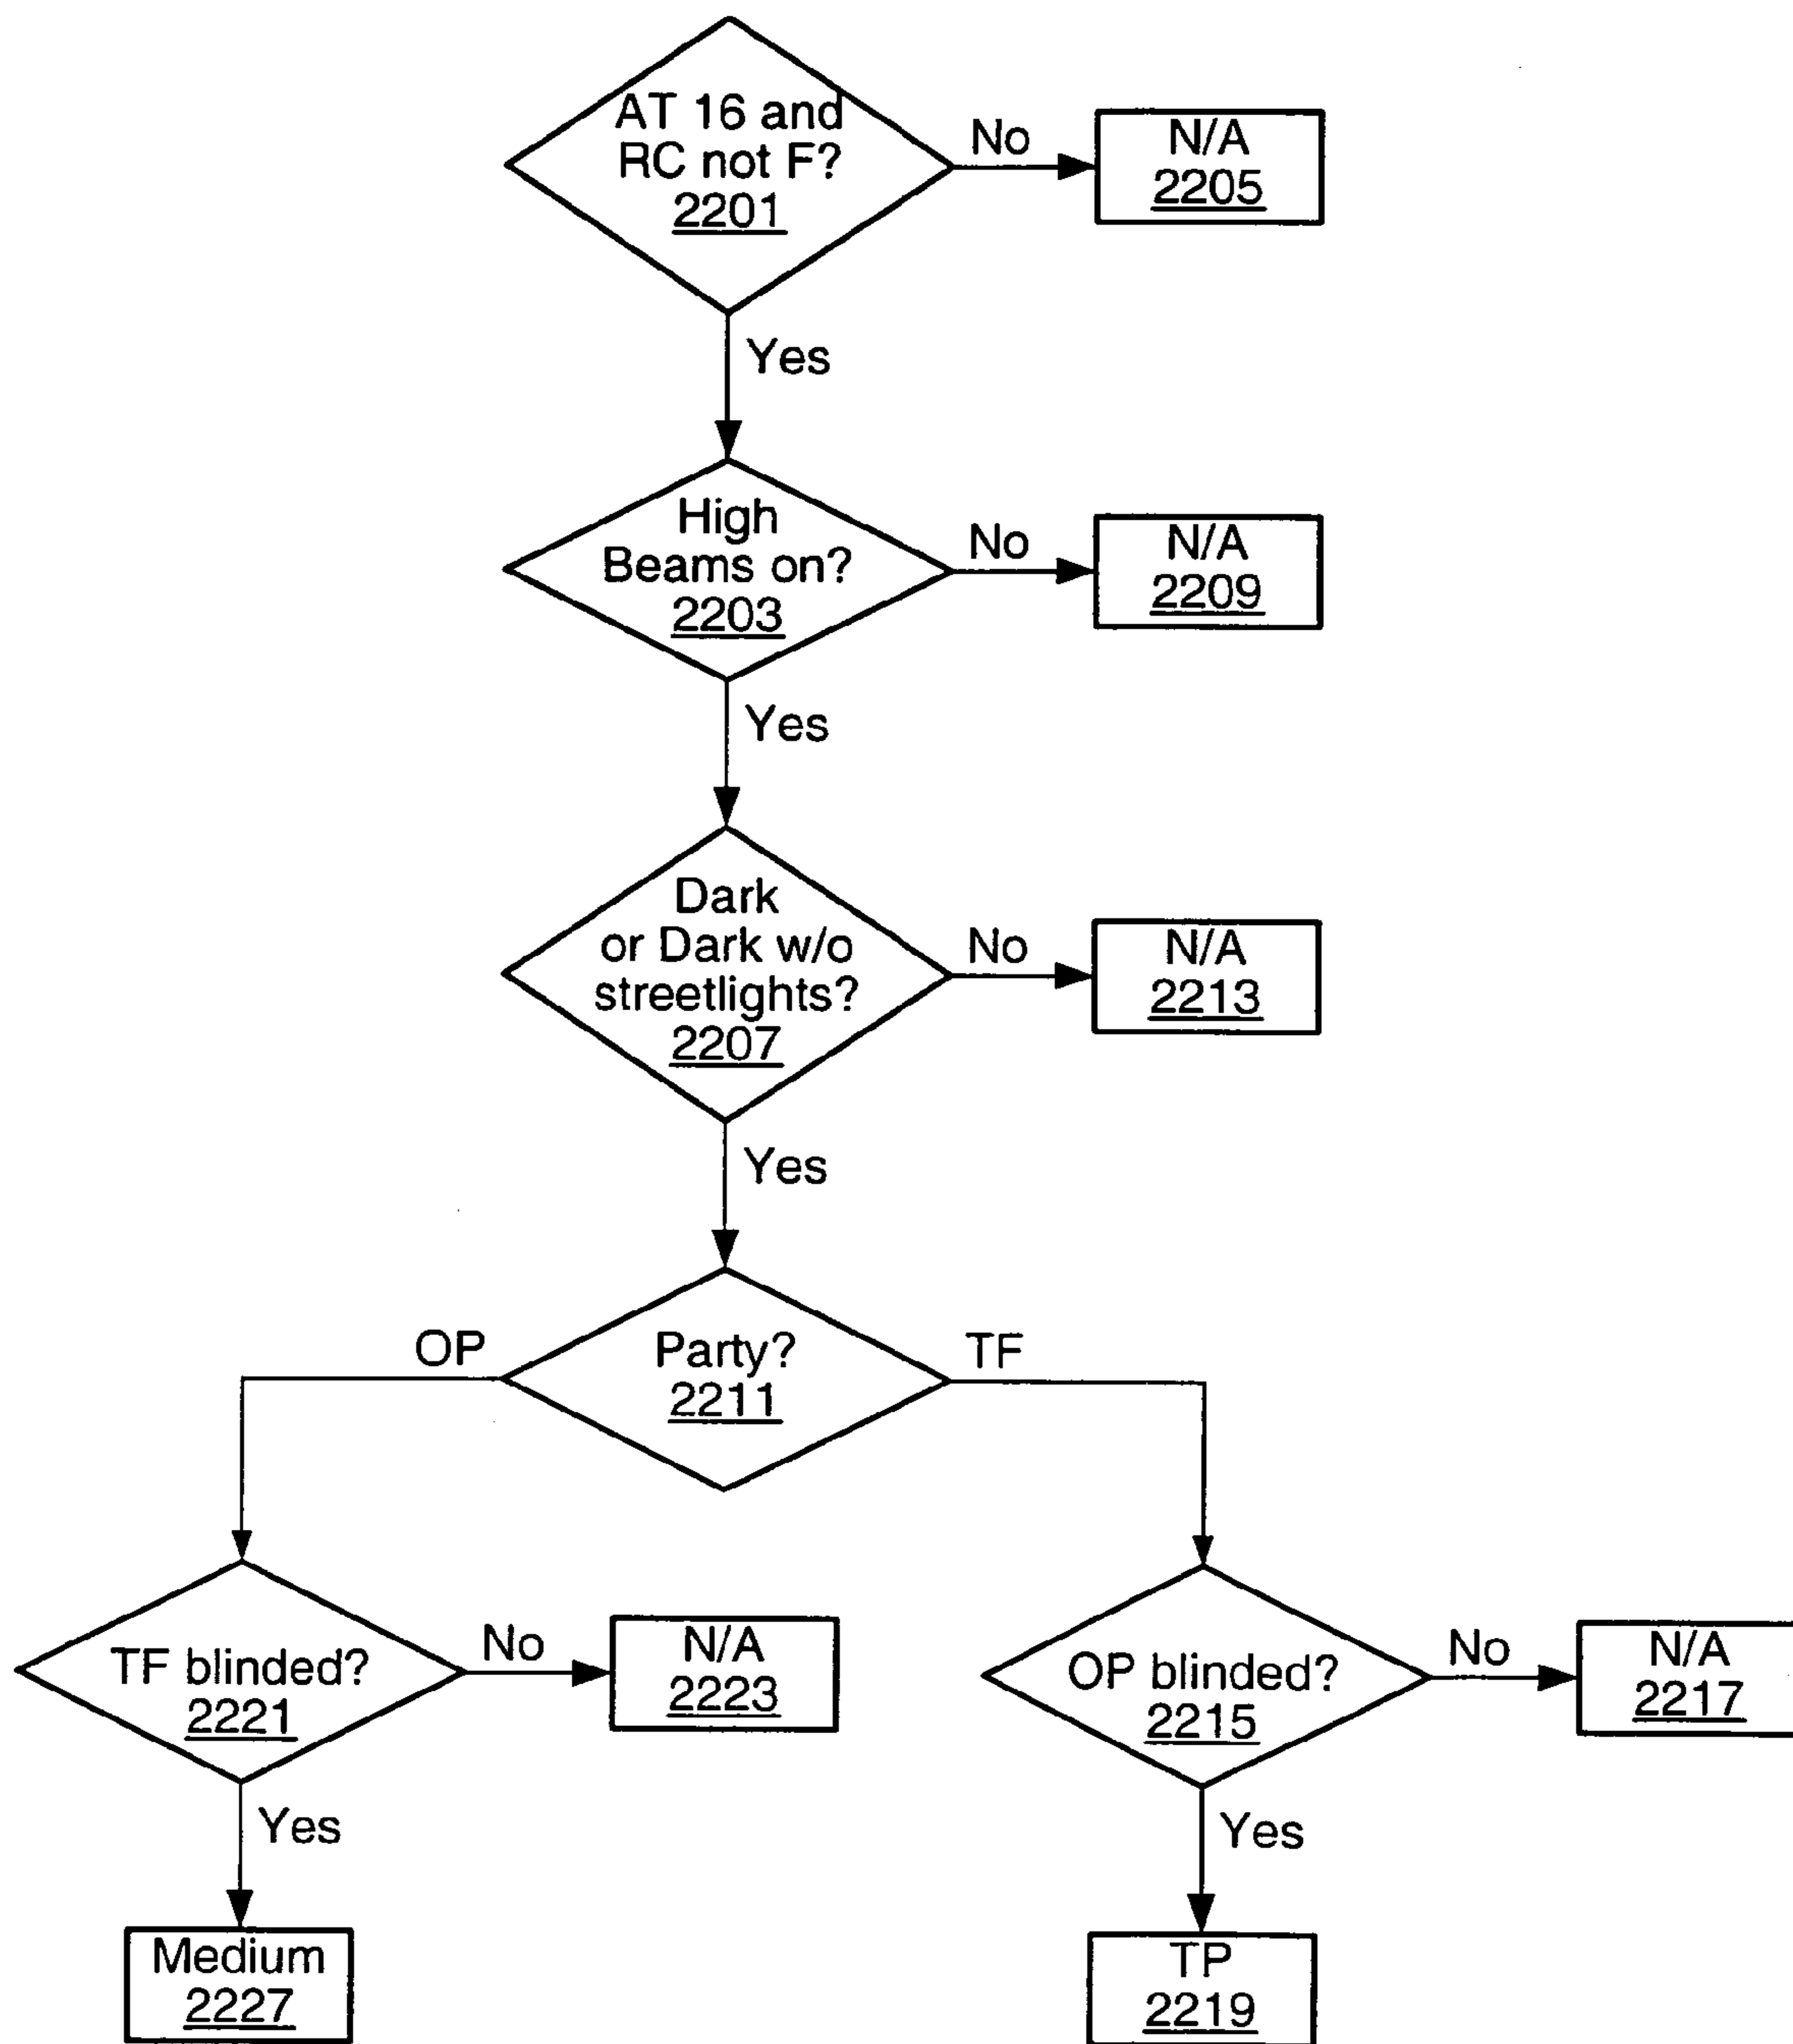 AT 16 and
RC not F?
2201
No
N/A
2205
Yes
High
Beams on?
2203
No
N/A
2209
Yes
Dark
or Dark w/o
streetlights?
2207
No
N/A
2213
Yes
OP
Party?
2211
TF
TF blinded?
2221
No
N/A
2223
OP blinded?
2215
No
N/A
2217
Yes
Yes
Medium
2227
TP
2219